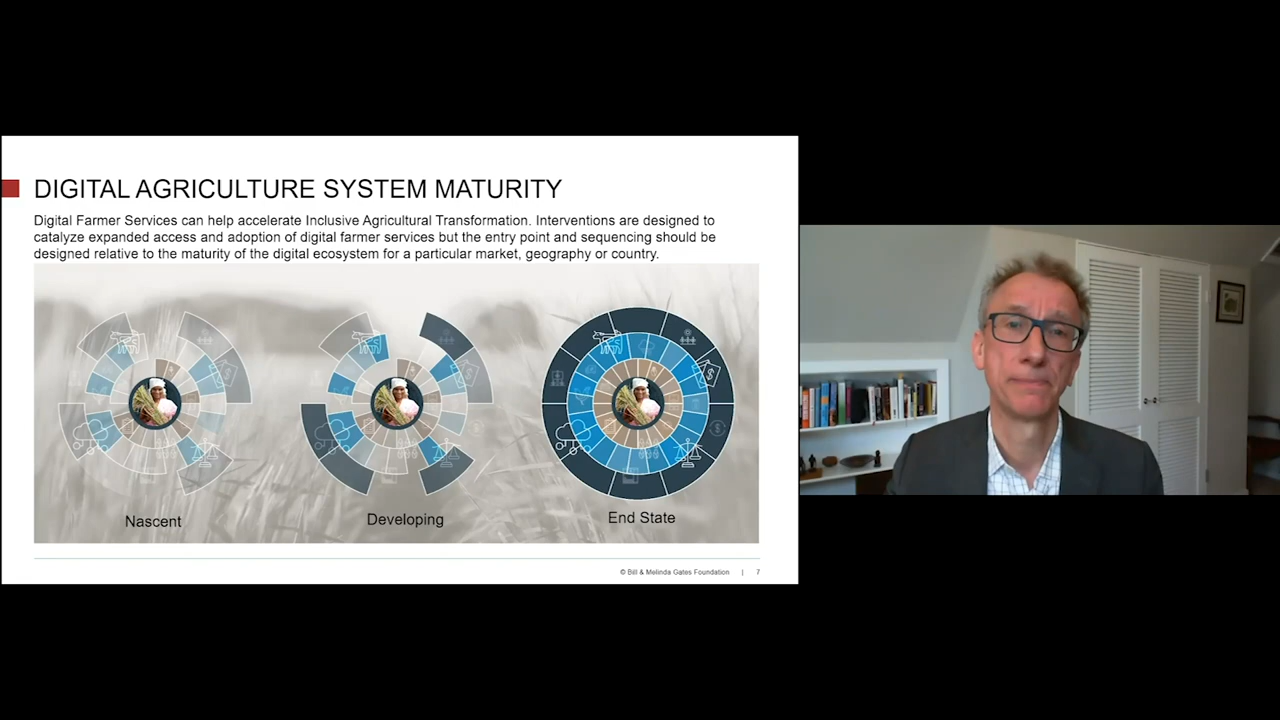 DIGITAL AGRICULTURE SYSTEM MATURITY
Digital Farmer Services can help accelerate Inclusive Agricultural Transformation. Interventions are designed to
catalyze expanded access and adoption of digital farmer services but the entry point and sequencing should be
designed relative to the maturity of the digital ecosystem for a particular market, geography or country.
Nascent
Developing
End State
© Bill & Melinda Gates Foundation | 7